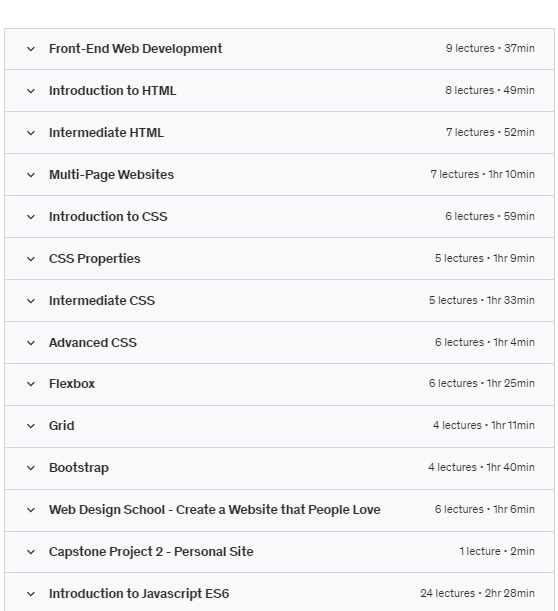 Front-End Web Development 9 lectures • 37min
Introduction to HTML 8 lectures • 49min
Intermediate HTML 7 lectures • 52min
Multi-Page Websites 7 lectures • 1hr 10min
Introduction to CSS 6 lectures • 59min
CSS Properties 5 lectures • 1hr 9min
Intermediate CSS 5 lectures • 1hr 33min
Advanced CSS 6 lectures • 1hr 4min
Flexbox 6 lectures • 1hr 25min
Grid 4 lectures • 1hr 11min
Bootstrap 4 lectures • 1hr 40min
Web Design School - Create a Website that People Love 6 lectures • 1hr 6min
Capstone Project 2 - Personal Site 1 lecture • 2min
Introduction to Javascript ES6 24 lectures • 2hr 28min